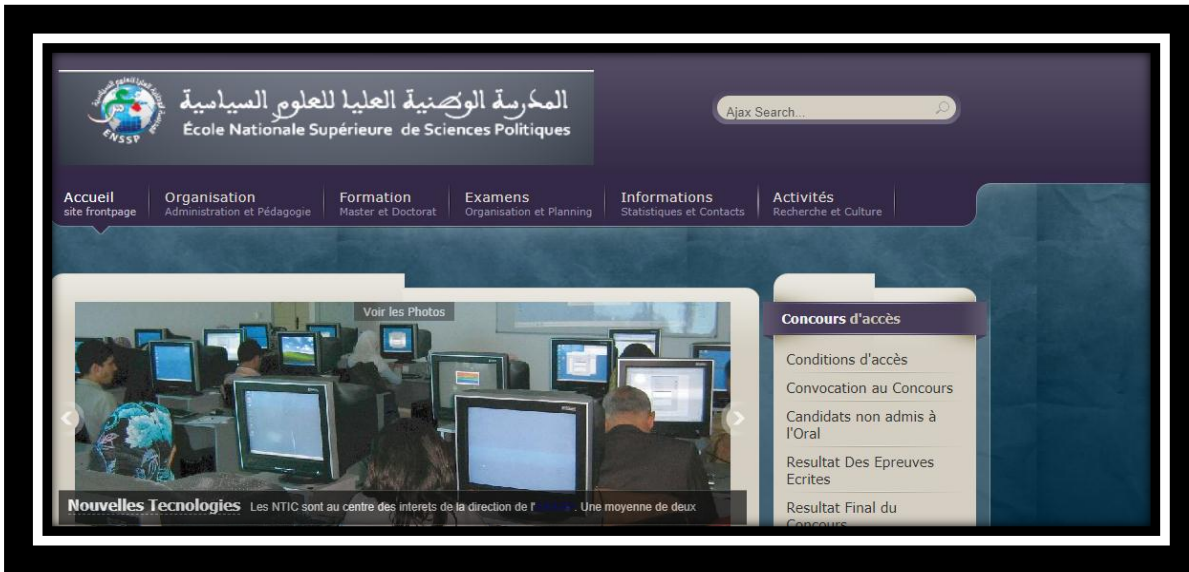 المدرسة الوطنية العليا للعلوم السياسية
École Nationale Supérieure de Sciences Politiques
ENSSP
Ajax Search...
Accueil
site frontpage
Organisation
Administration et Pédagogie
Formation
Master et Doctorat
Examens
Organisation et Planning
Informations
Statistiques et Contacts
Activités
Recherche et Culture
Voir les Photos
Nouvelles Tecnologies Les NTIC sont au centre des interets de la direction de l' . Une moyenne de deux
Concours d'accès
Conditions d'accès
Convocation au Concours
Candidats non admis à
l'Oral
Resultat Des Epreuves
Ecrites
Resultat Final du
Concours